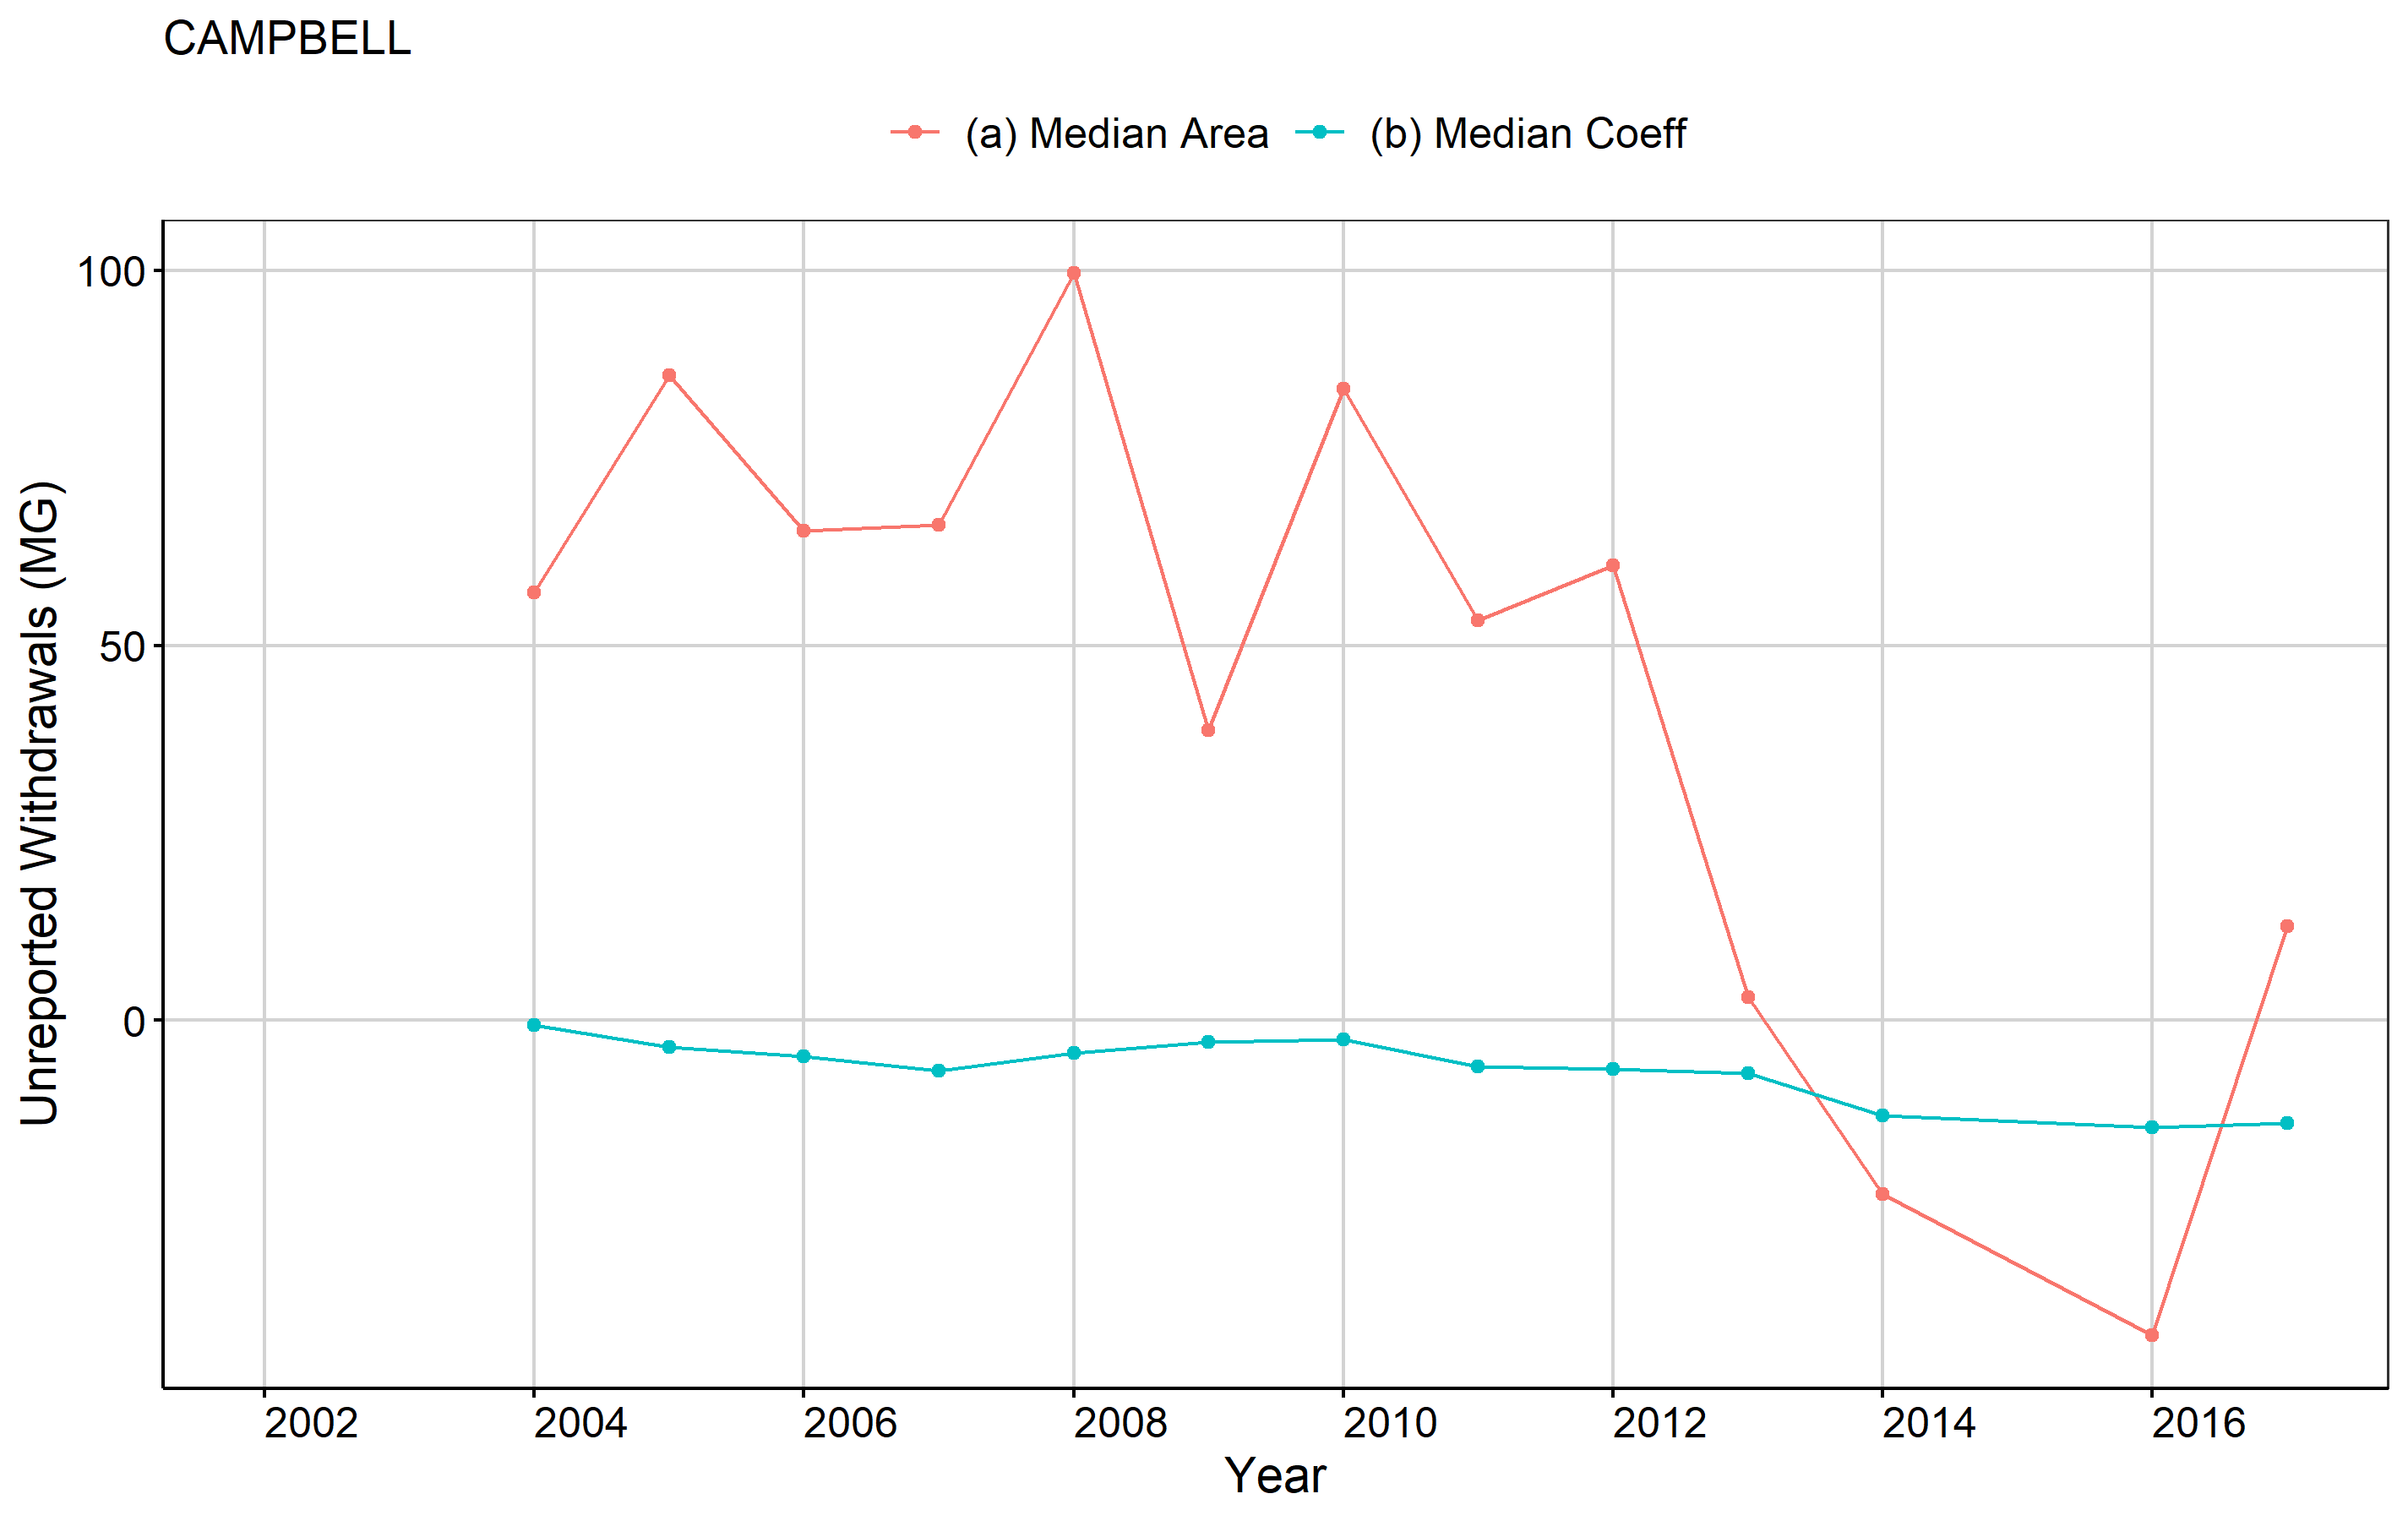 CAMPBELL
(a) Median Area (b) Median Coeff
100
50
0
Unreported Withdrawals (MG)
2002 2004 2006 2008 2010 2012 2014 2016
Year